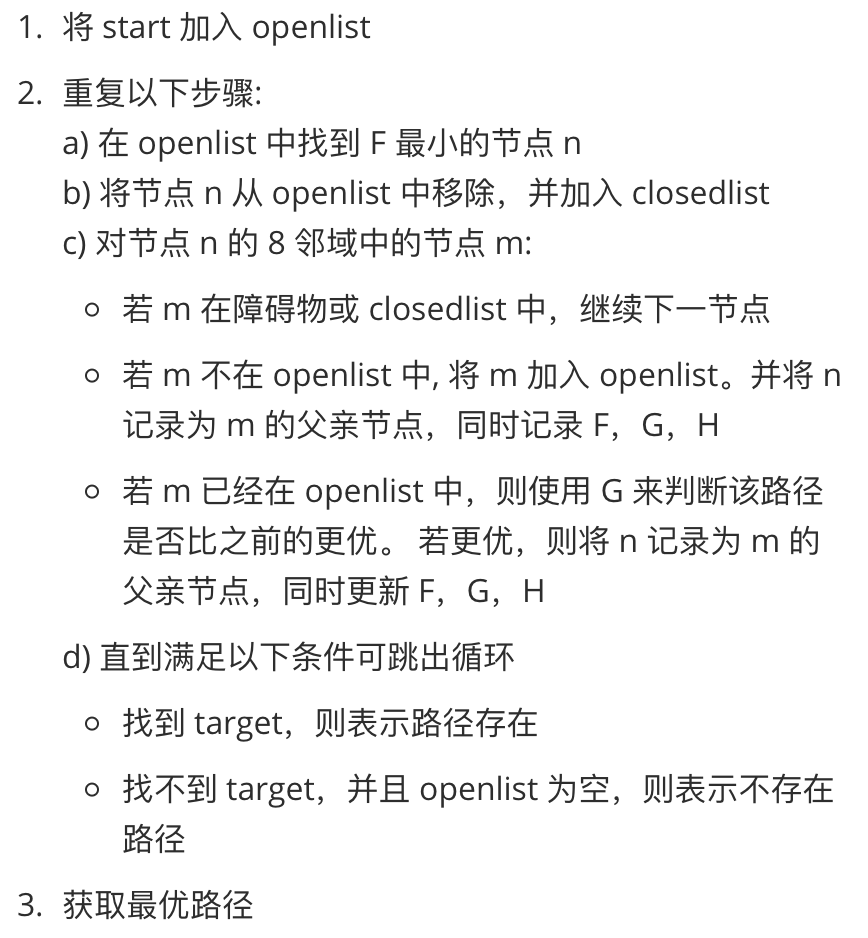 1. 将 start 加入 openlist
2. 重复以下步骤:
a) 在 openlist 中找到 F 最小的节点 n
b) 将节点 n 从 openlist 中移除，并加入 closedlist
c) 对节点 n 的 8 邻域中的节点 m:
○ 若 m 在障碍物或 closedlist 中，继续下一节点
○ 若 m 不在 openlist 中, 将 m 加入 openlist。并将 n
记录为 m 的父亲节点，同时记录 F，G，H
○ 若 m 已经在 openlist 中，则使用 G 来判断该路径
是否比之前的更优。 若更优，则将 n 记录为 m 的
父亲节点，同时更新 F，G，H
d) 直到满足以下条件可跳出循环
○ 找到 target，则表示路径存在
○ 找不到 target，并且 openlist 为空，则表示不存在
路径
3. 获取最优路径